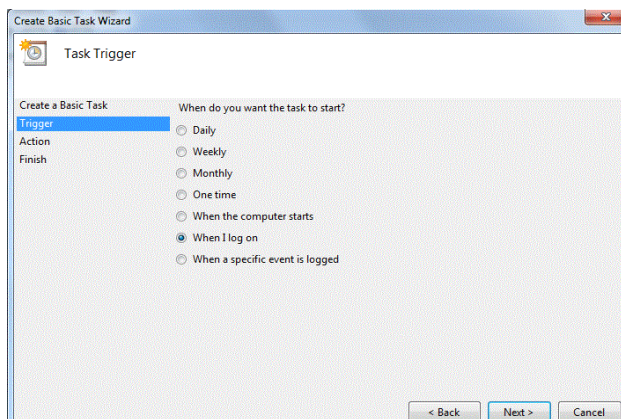 Create Basic Task Wizard
Task Trigger
Create a Basic Task
Trigger
Action
Finish
When do you want the task to start?
Daily
Weekly
Monthly
One time
When the computer starts
When I log on
When a specific event is logged
< Back
Next >
Cancel